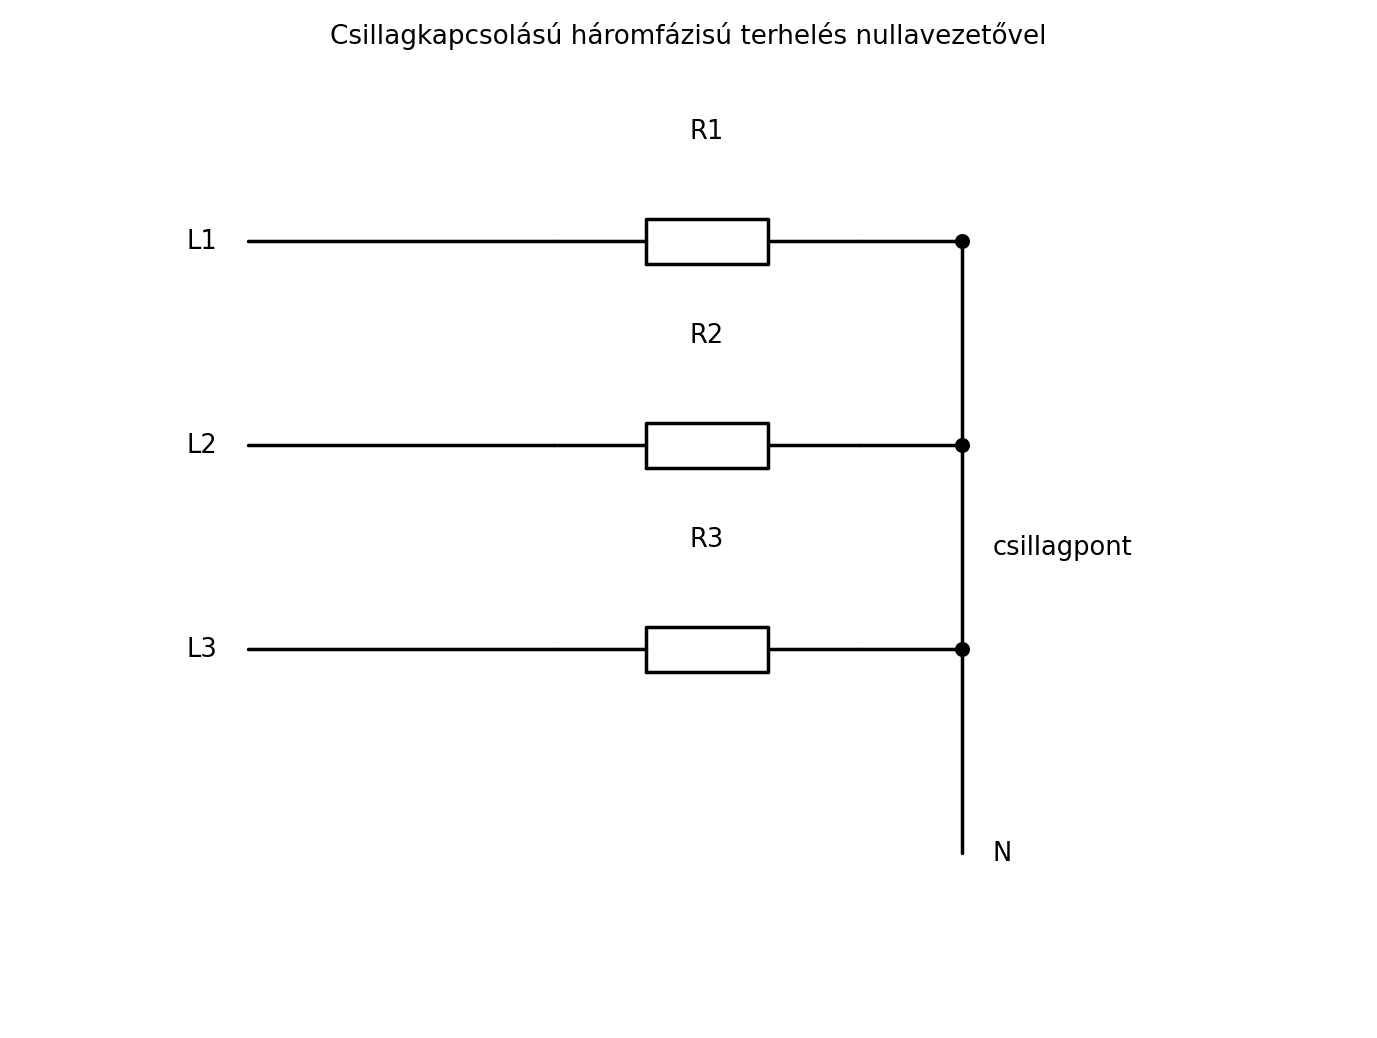 Csillagkapcsolású háromfázisú terhelés nullavezetővel
R1
L1
R2
L2
R3
csillagpont
L3
N